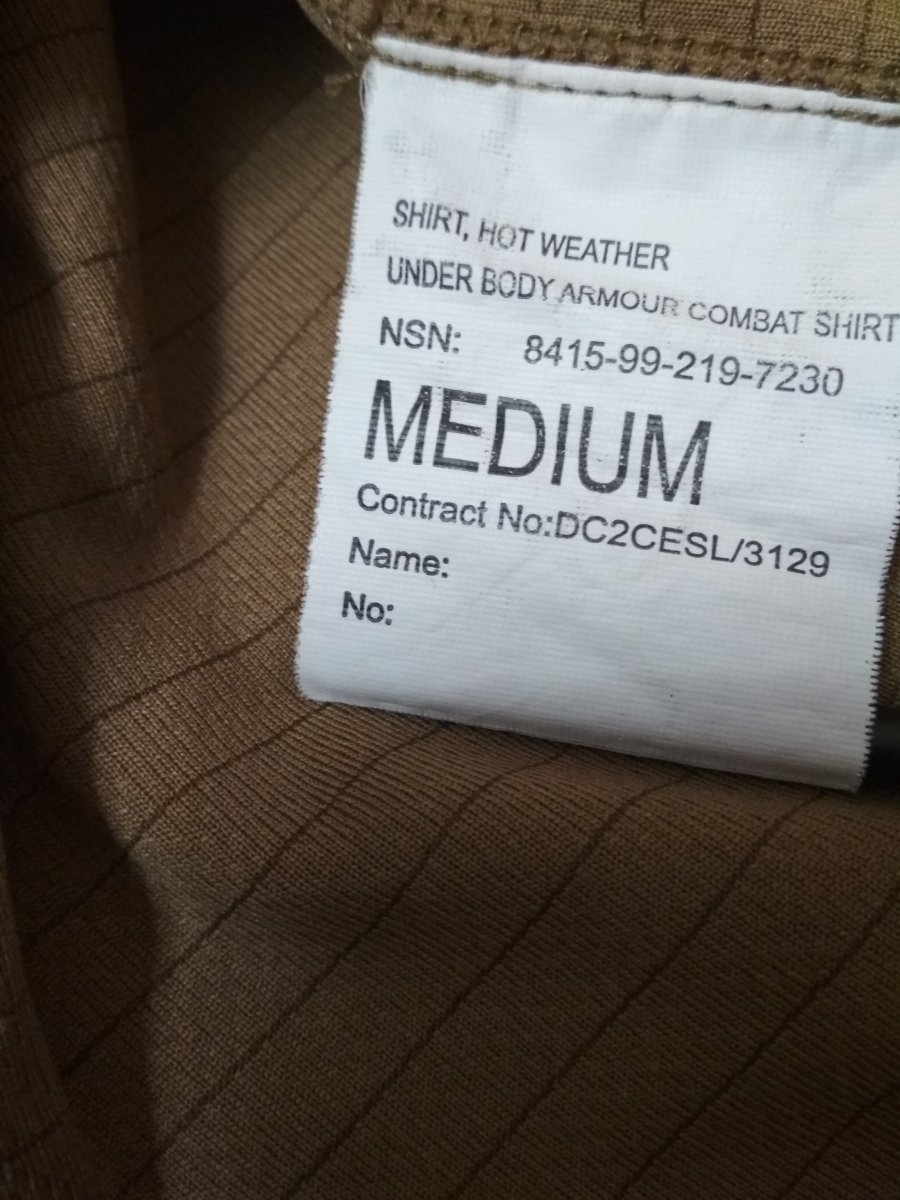 SHIRT, HOT WEATHER
UNDER BODY ARMOUR COMBAT SHIRT
NSN: 8415-99-219-7230
MEDIUM
Contract No:DC2CESL/3129
Name:
No: